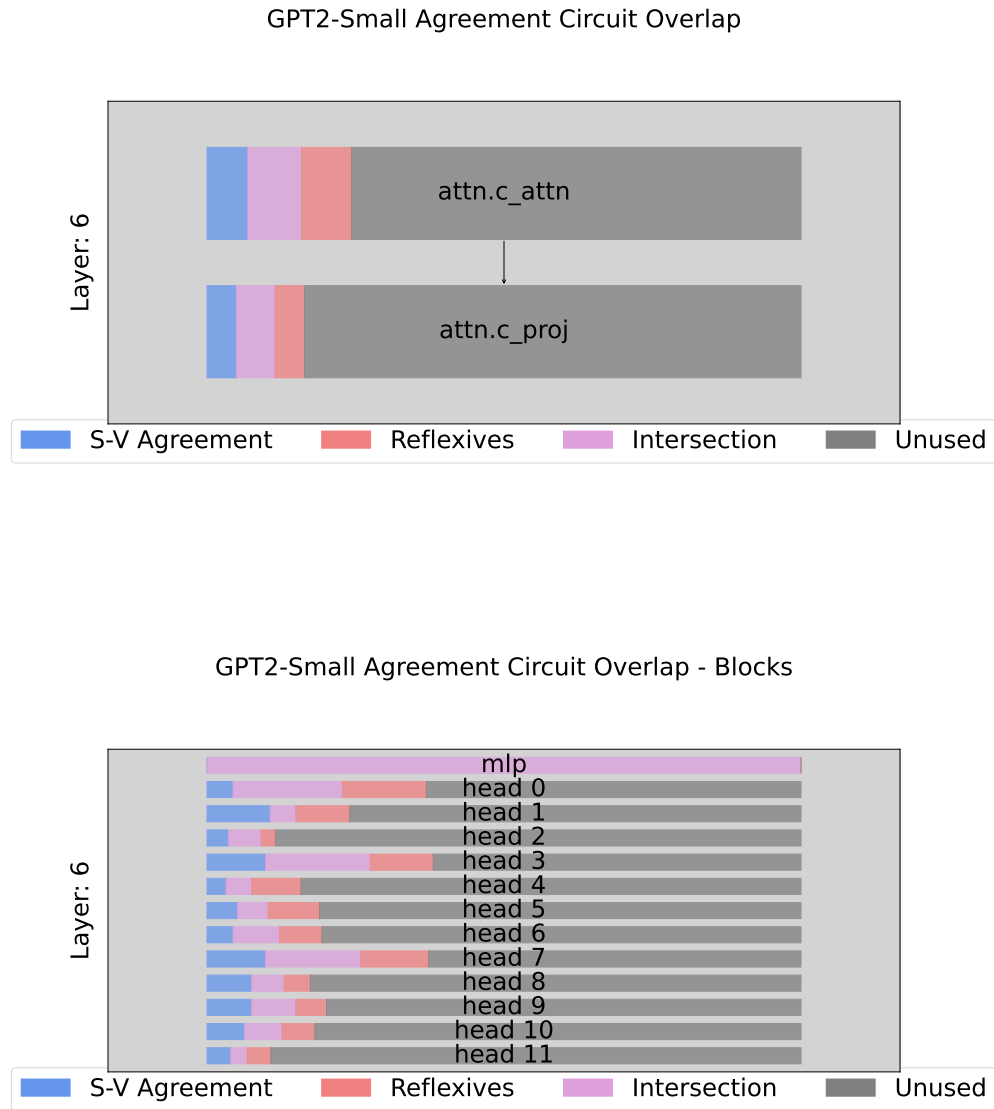 GPT2-Small Agreement Circuit Overlap
Layer: 6
attn.c_attn
attn.c_proj
S-V Agreement Reflexives Intersection Unused
GPT2-Small Agreement Circuit Overlap - Blocks
Layer: 6
mlp
head 0
head 1
head 2
head 3
head 4
head 5
head 6
head 7
head 8
head 9
head 10
head 11
S-V Agreement Reflexives Intersection Unused